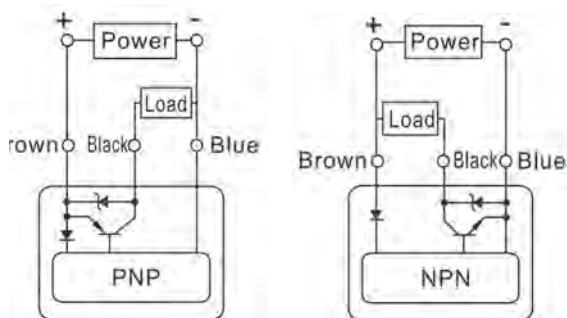 + Power -
Load
rown Black Blue
PNP
+ Power -
Load
Brown Black Blue
NPN